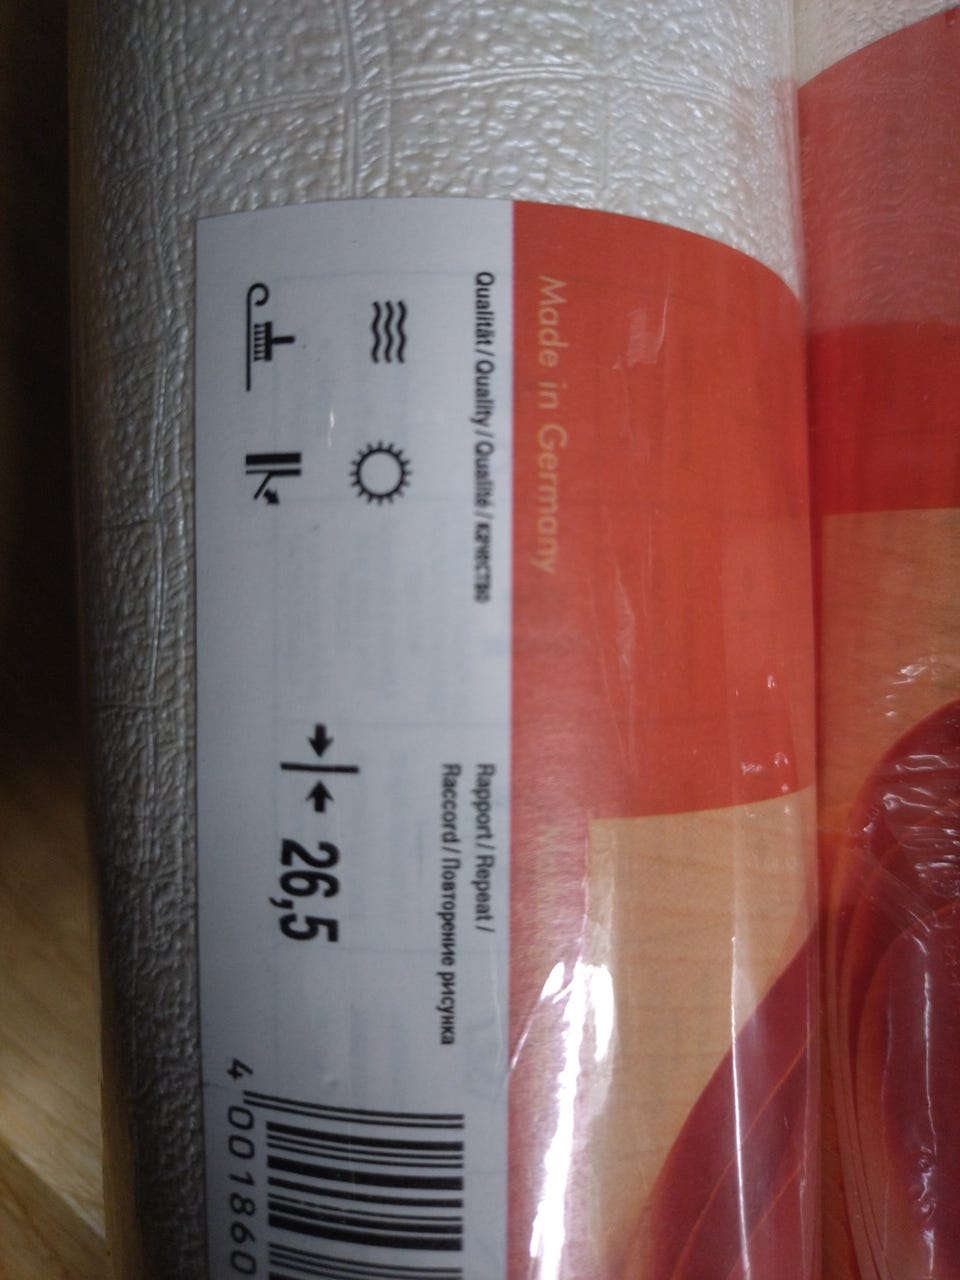 Made in Germany
Qualität / Quality / Qualité / качество
Rapport / Repeat /
Raccord / Повторение рисунка
26,5
4 001860